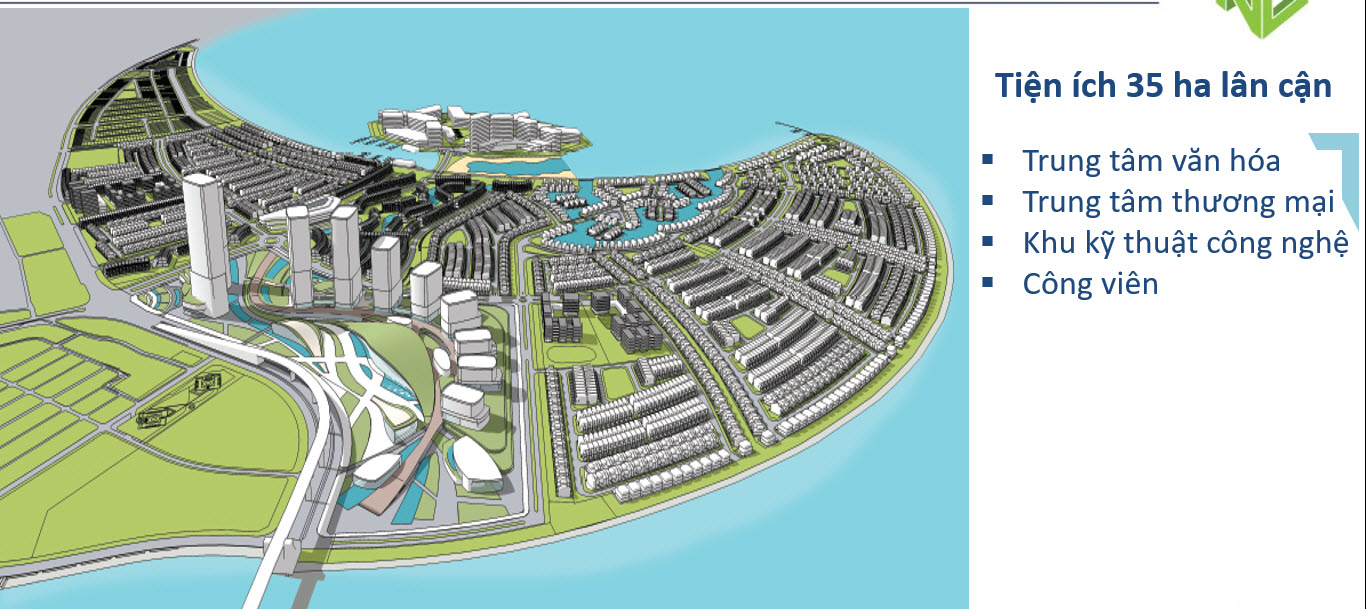 Tiện ích 35 ha lân cận
▪ Trung tâm văn hóa
▪ Trung tâm thương mại
▪ Khu kỹ thuật công nghệ
▪ Công viên